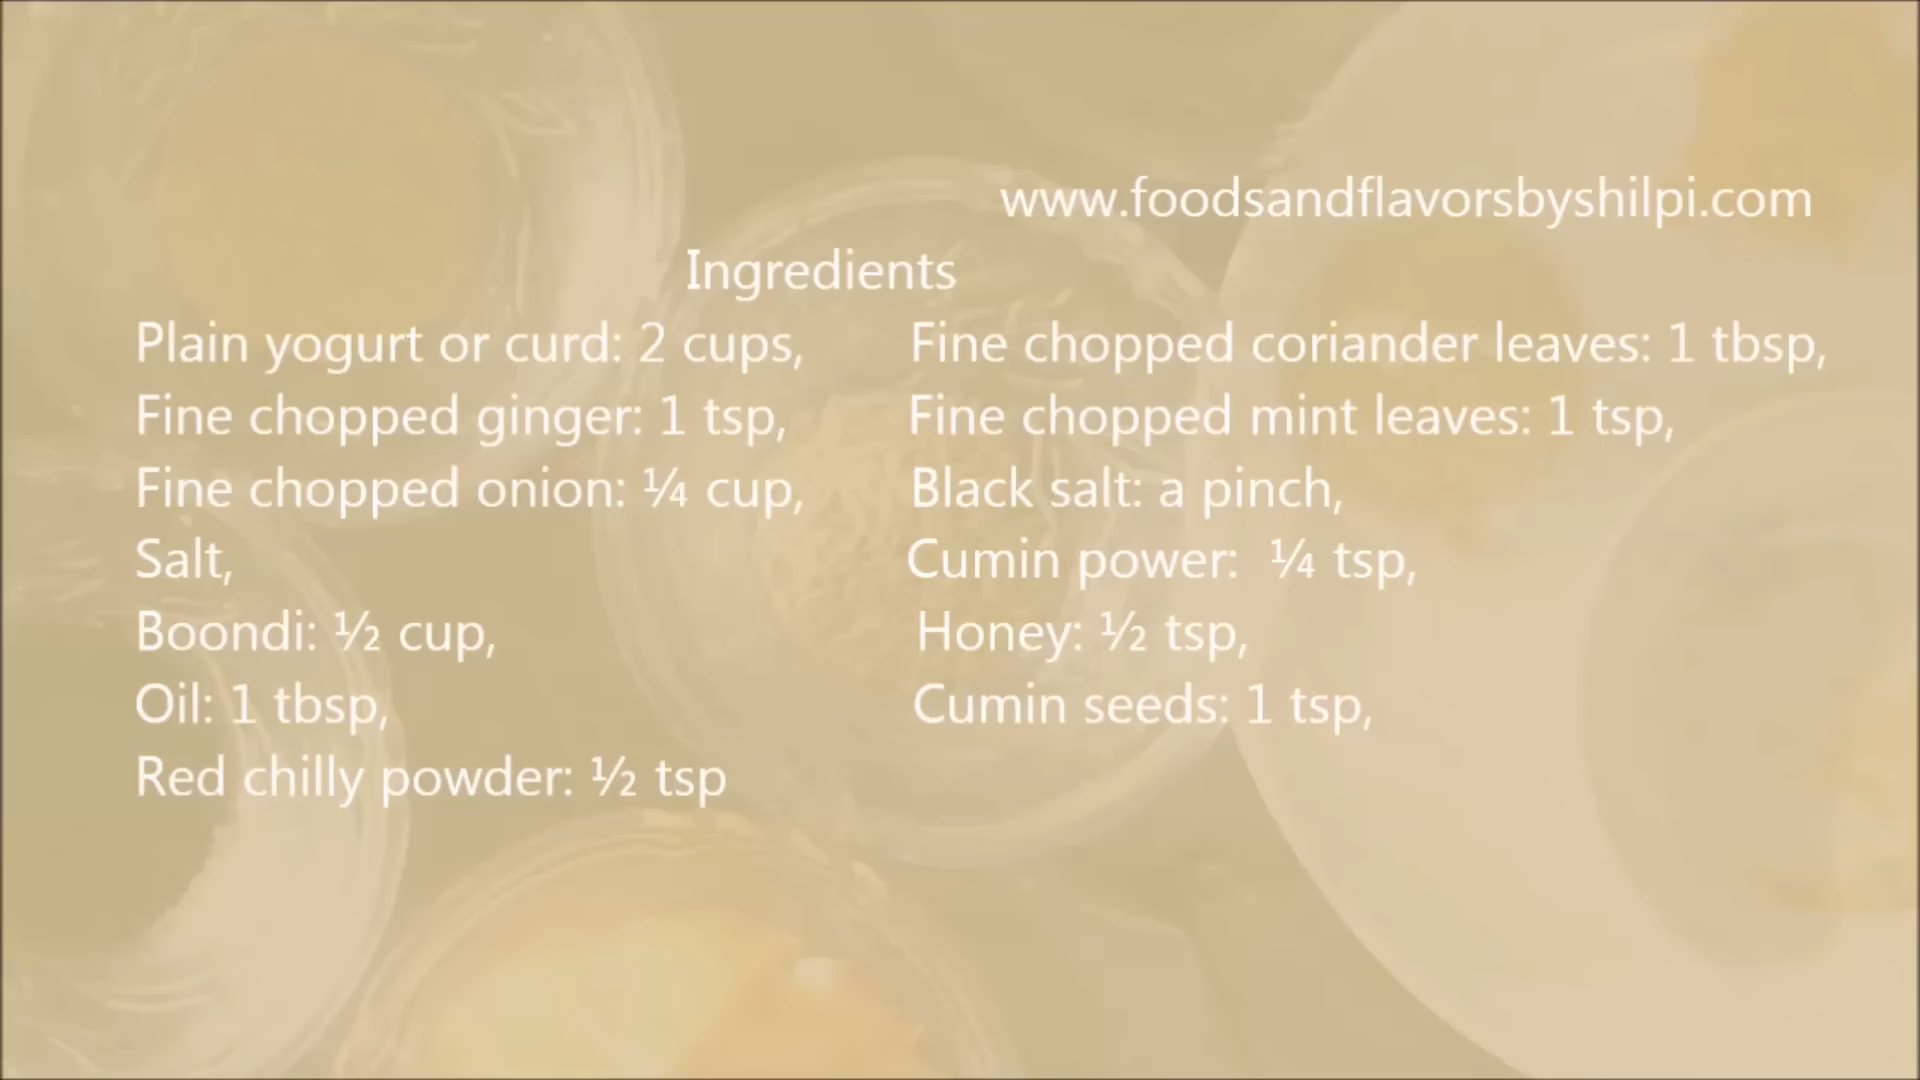 www.foodsandflavorsbyshilpi.com
Ingredients
Plain yogurt or curd: 2 cups,
Fine chopped ginger: 1 tsp,
Fine chopped onion: ¼ cup,
Salt,
Boondi: ½ cup,
Oil: 1 tbsp,
Red chilly powder: ½ tsp
Fine chopped coriander leaves: 1 tbsp,
Fine chopped mint leaves: 1 tsp,
Black salt: a pinch,
Cumin power: ¼ tsp,
Honey: ½ tsp,
Cumin seeds: 1 tsp,